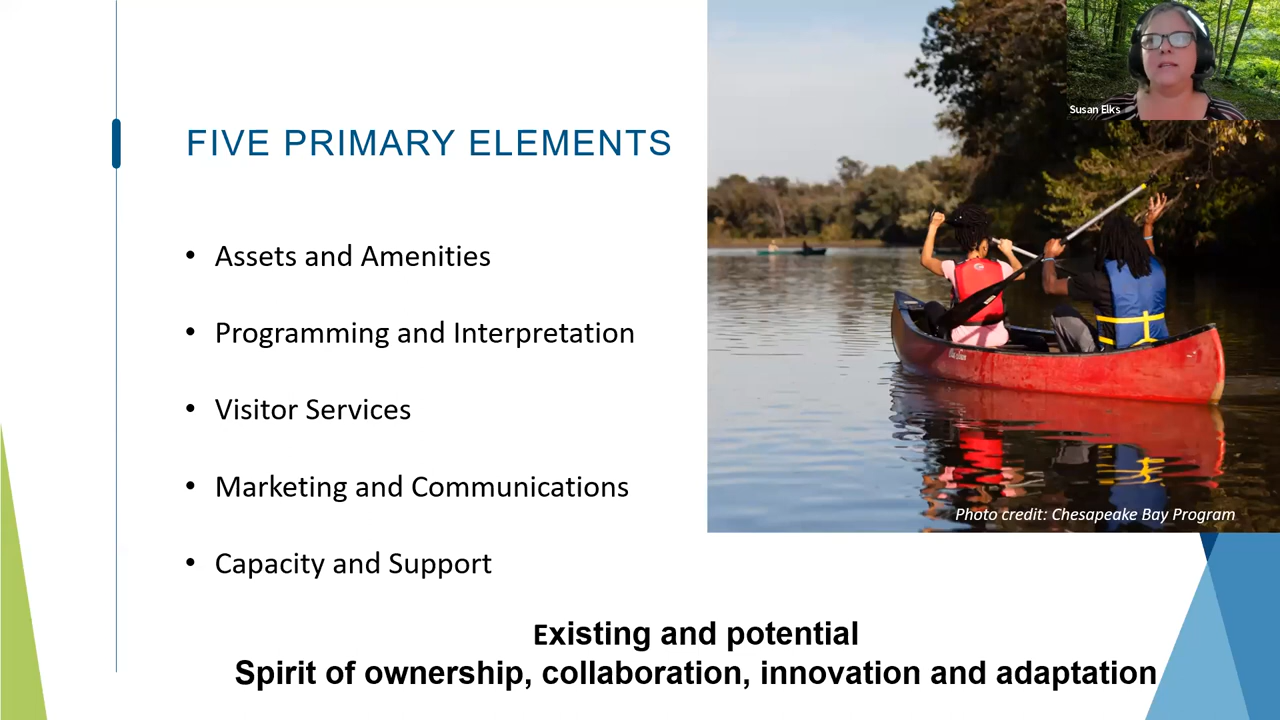 Susan Elks
FIVE PRIMARY ELEMENTS
• Assets and Amenities
• Programming and Interpretation
• Visitor Services
• Marketing and Communications
• Capacity and Support
Photo credit: Chesapeake Bay Program
Existing and potential
Spirit of ownership, collaboration, innovation and adaptation